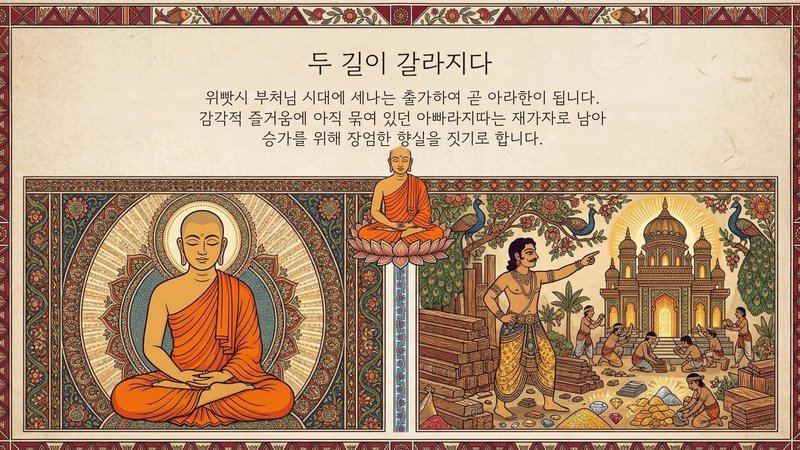 두 길이 갈라지다
위빳시 부처님 시대에 세나는 출가하여 곧 아라한이 됩니다.
감각적 즐거움에 아직 묶여 있던 아빠라지따는 재가자로 남아
승가를 위해 장엄한 향실을 짓기로 합니다.